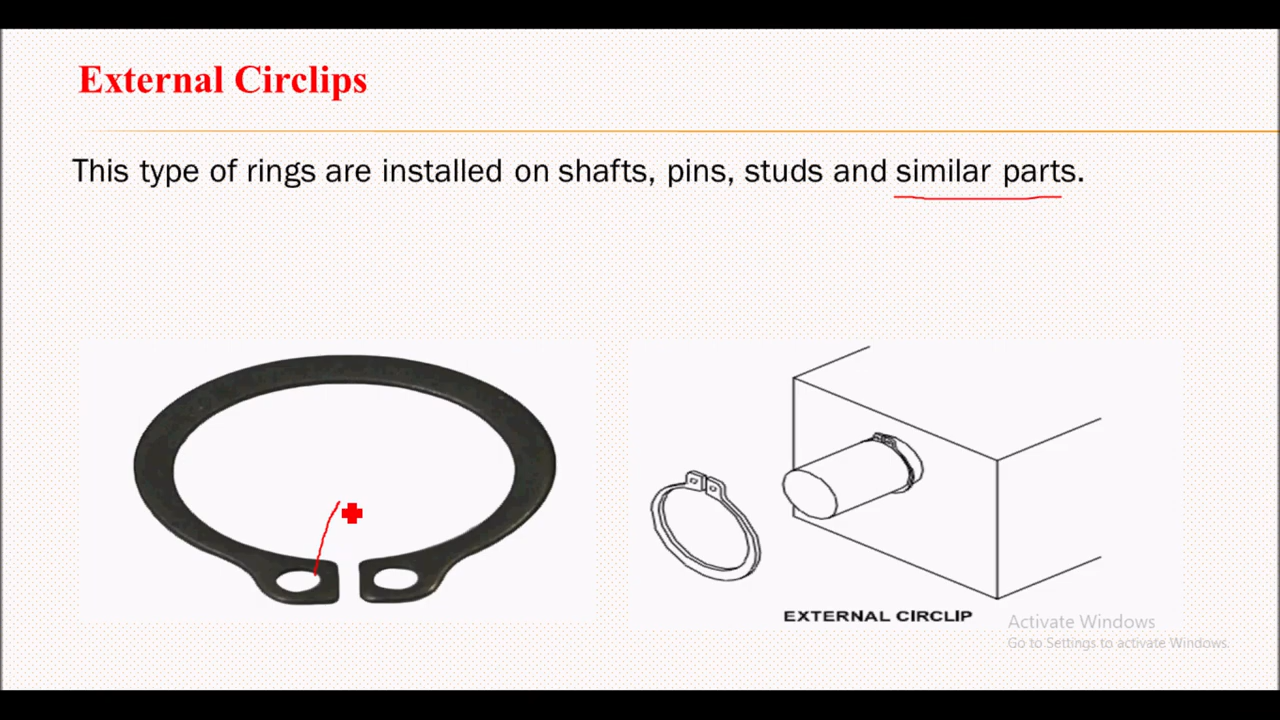 External Circlips
This type of rings are installed on shafts, pins, studs and similar parts.
EXTERNAL CIRCLIP
Activate Windows
Go to Settings to activate Windows.